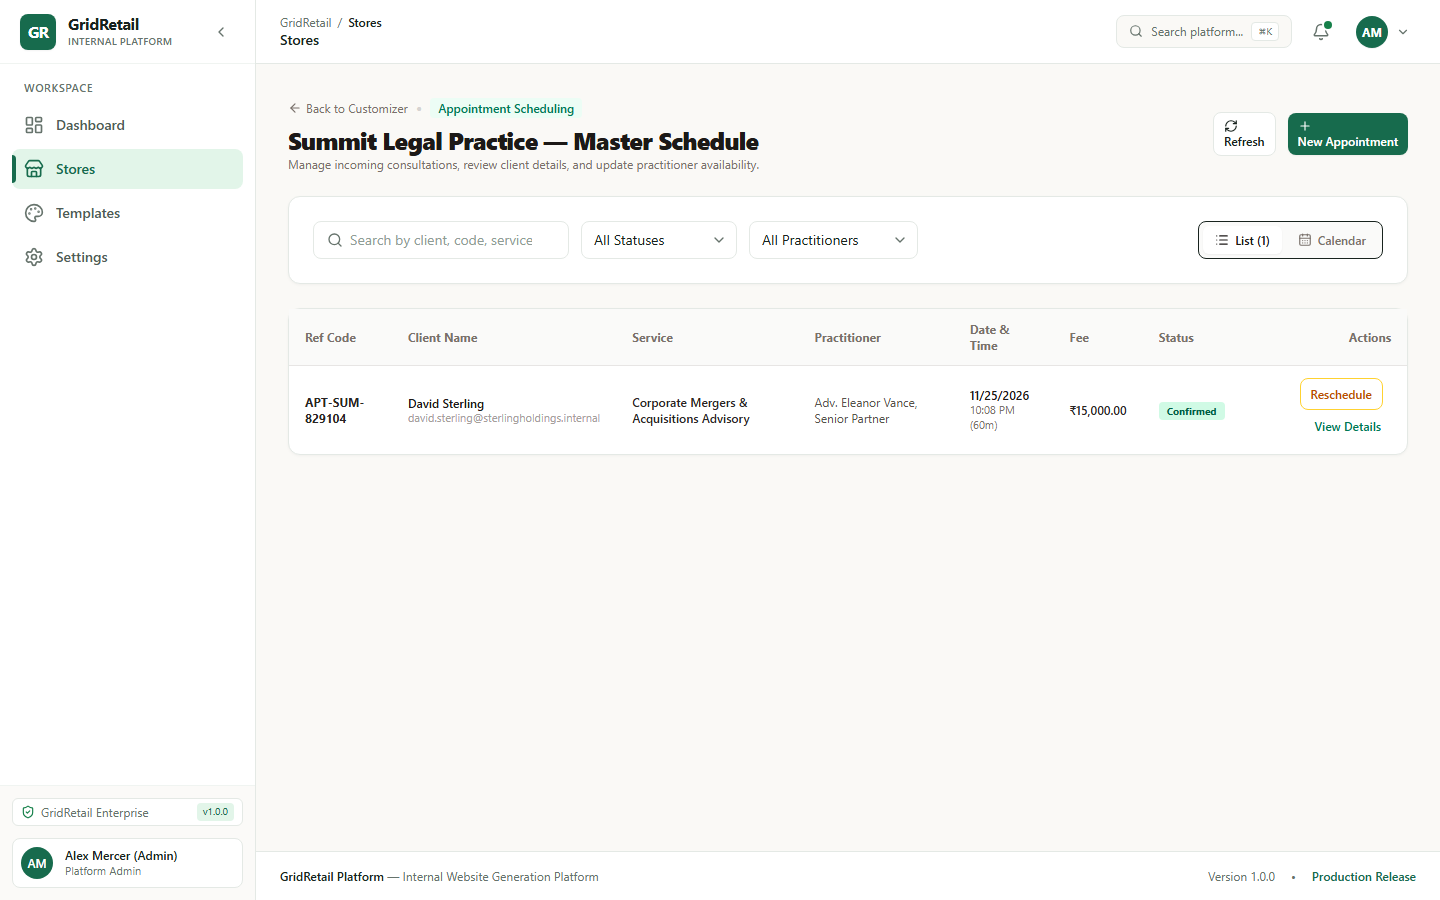 GR
GridRetail
INTERNAL PLATFORM
WORKSPACE
Dashboard
Stores
Templates
Settings
GridRetail Enterprise
v1.0.0
AM
Alex Mercer (Admin)
Platform Admin
GridRetail / Stores
Stores
Search platform... ⌘K
AM
Back to Customizer
Appointment Scheduling
Summit Legal Practice — Master Schedule
Manage incoming consultations, review client details, and update practitioner availability.
Refresh
New Appointment
Search by client, code, service
All Statuses
All Practitioners
List (1)
Calendar
Ref Code
Client Name
Service
Practitioner
Date &
Time
Fee
Status
Actions
APT-SUM-
829104
David Sterling
david.sterling@sterlingholdings.internal
Corporate Mergers &
Acquisitions Advisory
Adv. Eleanor Vance,
Senior Partner
11/25/2026
10:08 PM
(60m)
₹15,000.00
Confirmed
Reschedule
View Details
GridRetail Platform — Internal Website Generation Platform
Version 1.0.0 • Production Release